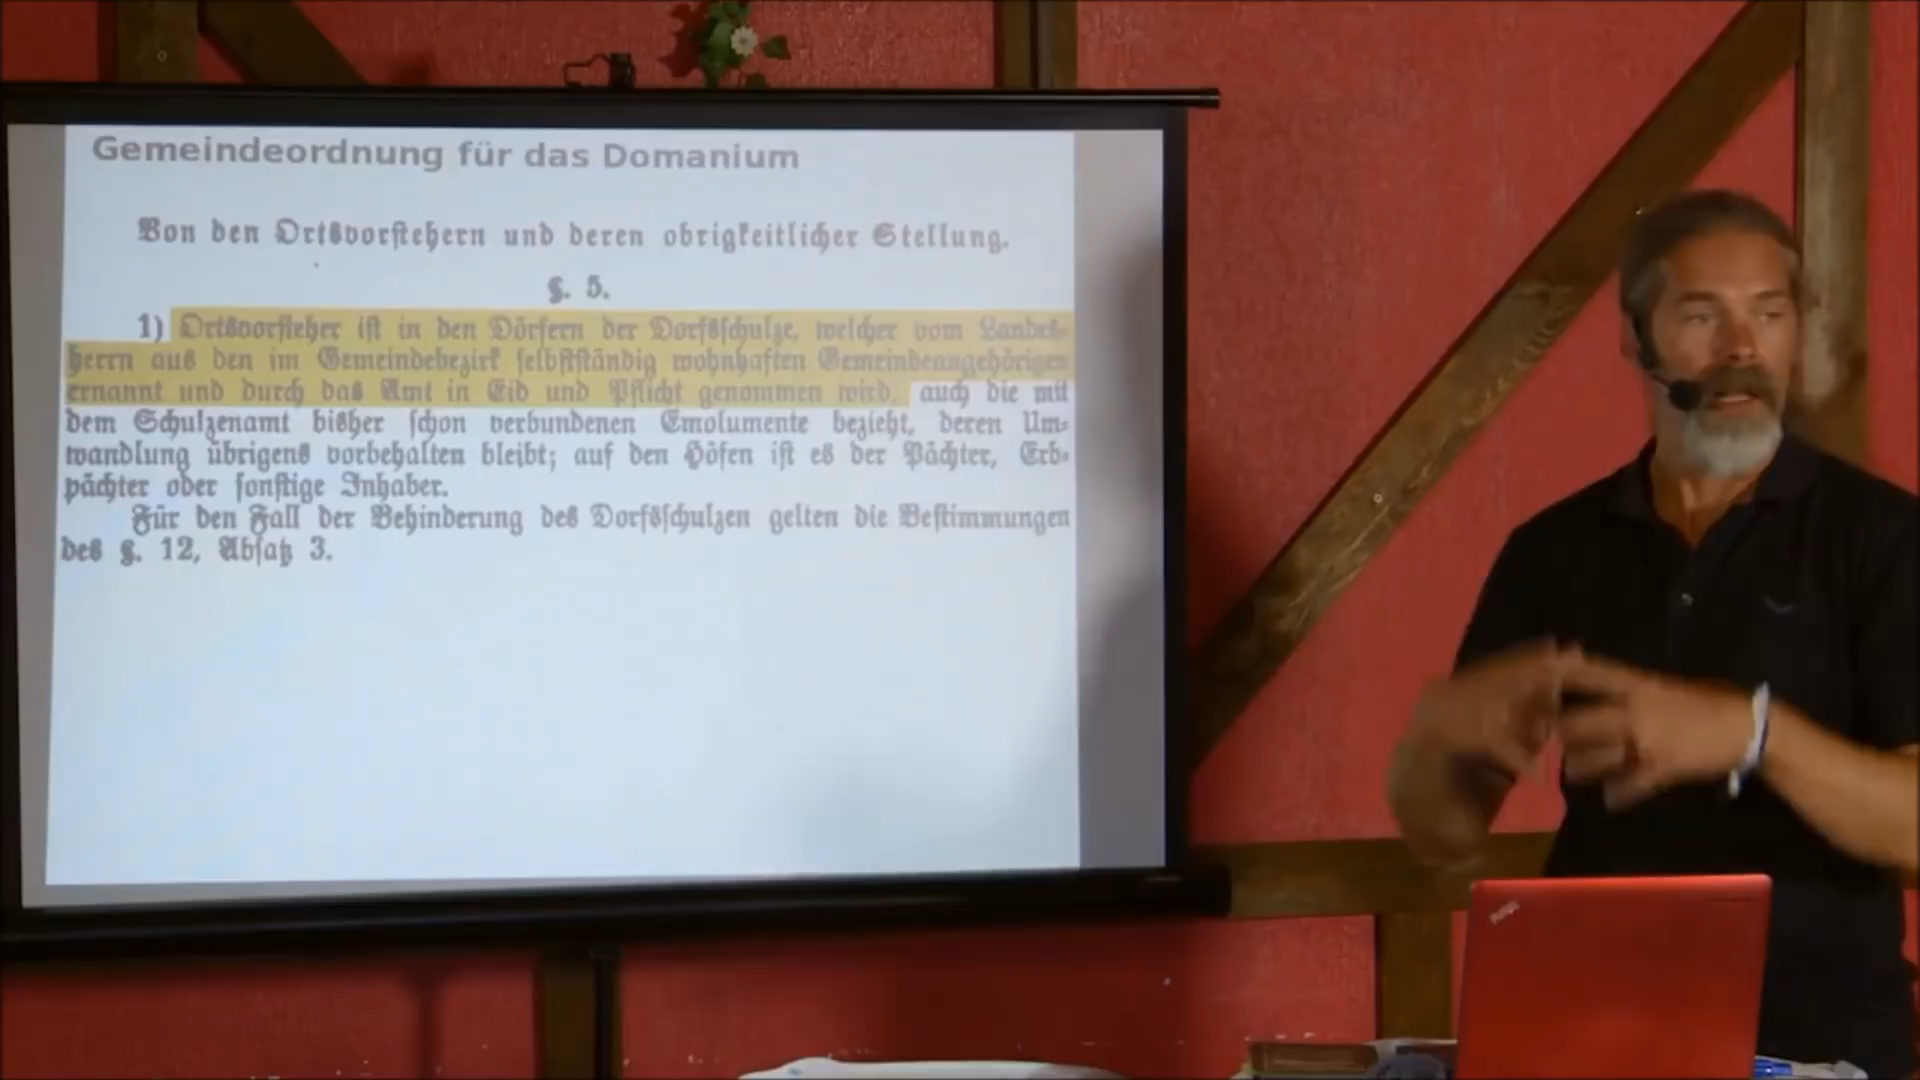 Gemeindeordnung für das Domanium
Von den Ortsvorstehern und deren obrigkeitlicher Stellung.
§. 5.
1) Ortsvorsteher ist in den Dörfern der Dorfsschulze, welcher vom Landes-
herrn aus den im Gemeindebezirk selbstständig wohnhaften Gemeindeangehörigen
ernannt und durch das Amt in Eid und Pflicht genommen wird, auch die mit
dem Schulzenamt bisher schon verbundenen Emolumente bezieht, deren Um-
wandlung übrigens vorbehalten bleibt; auf den Höfen ist es der Pächter, Erb-
pächter oder sonstige Inhaber.
Für den Fall der Behinderung des Dorfsschulzen gelten die Bestimmungen
des §. 12, Absatz 3.